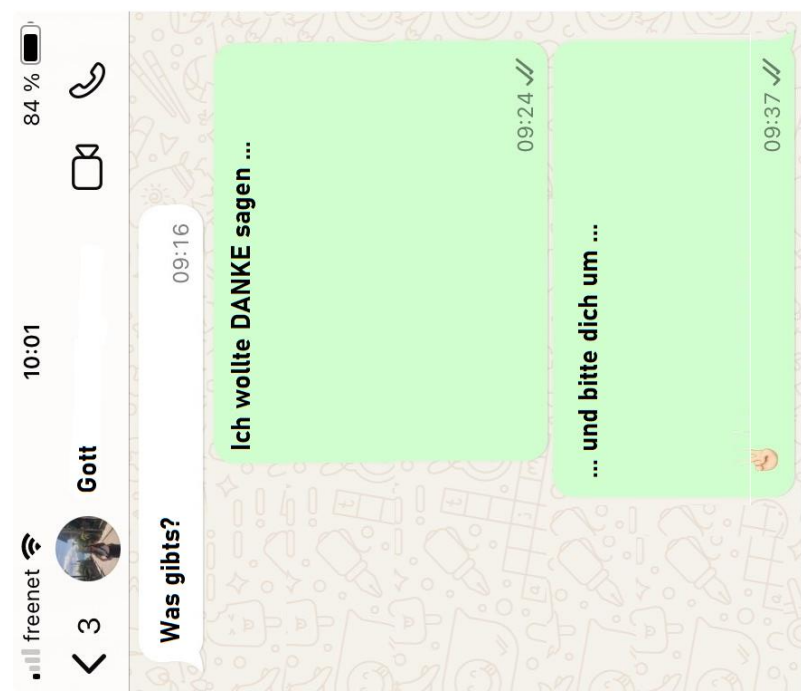 freenet 10:01 84 %
3 Gott
Was gibts?
09:16
Ich wollte DANKE sagen ...
09:24
... und bitte dich um ...
09:37